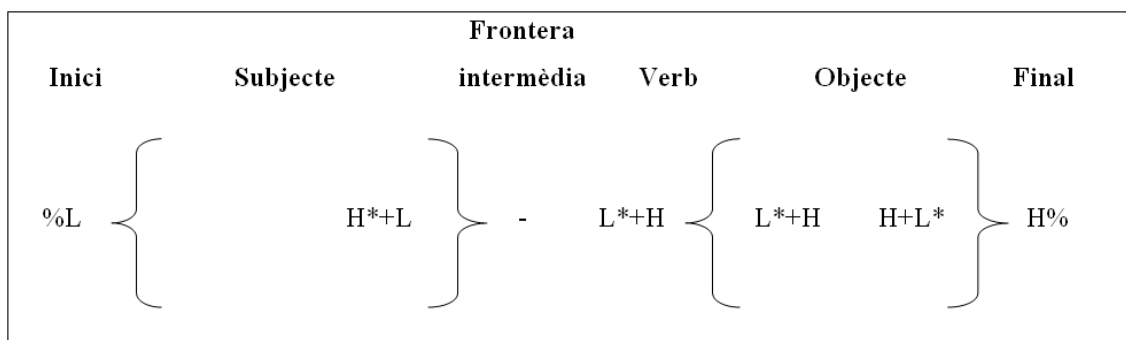 Frontera
Inici Subjecte intermèdia Verb Objecte Final
%L H*+L - L*+H L*+H H+L* H%